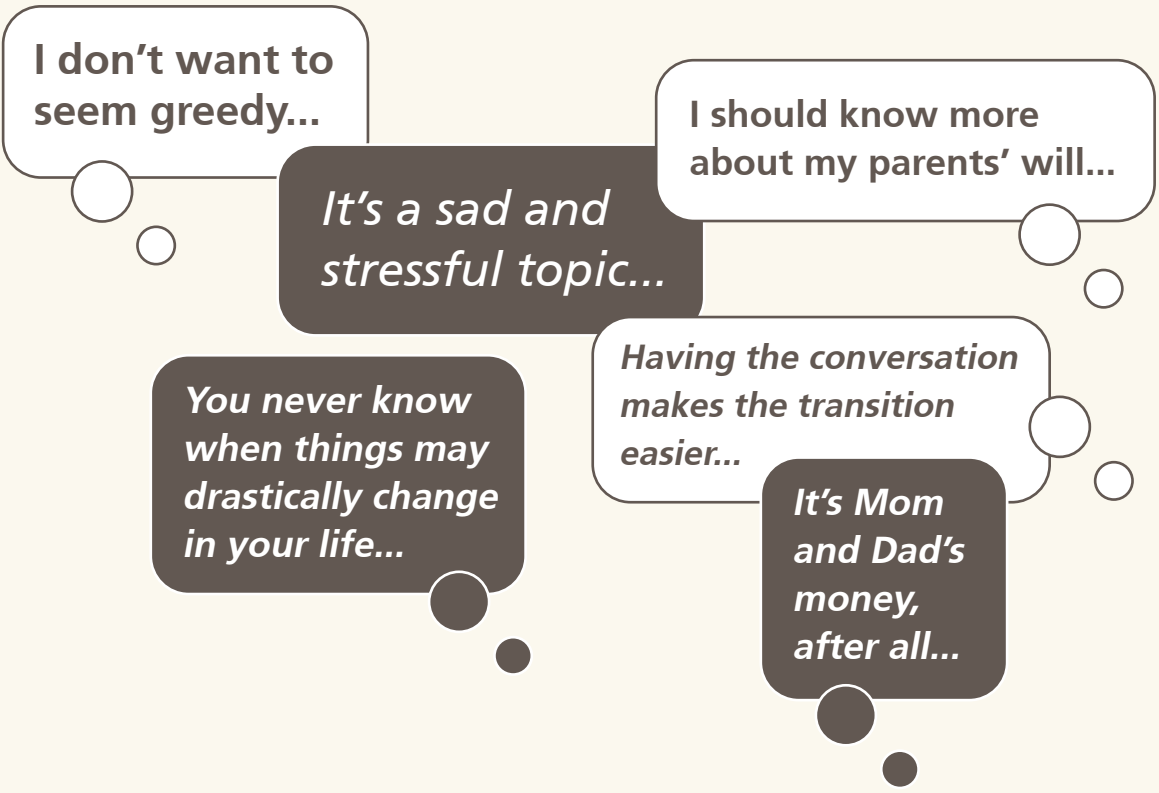 I don’t want to
seem greedy...
I should know more
about my parents’ will...
It’s a sad and
stressful topic...
Having the conversation
makes the transition
easier...
You never know
when things may
drastically change
in your life...
It’s Mom
and Dad’s
money,
after all...